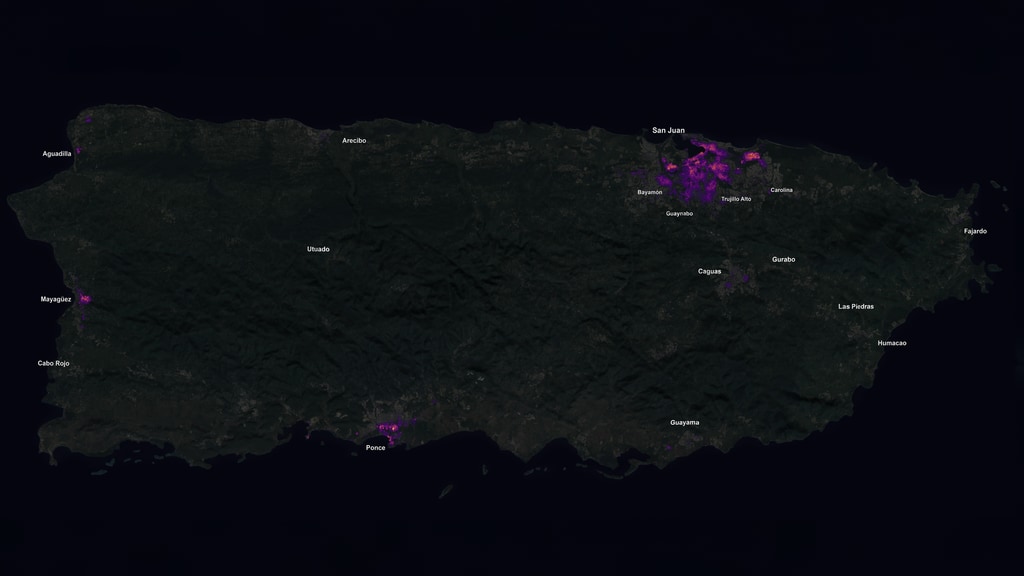 San Juan
Arecibo
Aguadilla
Bayamón
Carolina
Trujillo Alto
Guaynabo
Fajardo
Utuado
Gurabo
Caguas
Mayagüez
Las Piedras
Humacao
Cabo Rojo
Guayama
Ponce